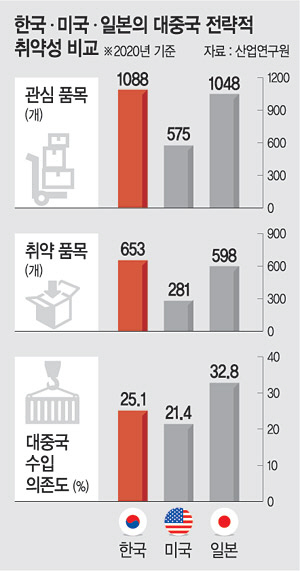 한국·미국·일본의 대중국 전략적
취약성 비교 ※2020년 기준 자료 : 산업연구원
관심 품목
(개)
1088
575
1048
1200
900
600
300
0
취약 품목
(개)
653
281
598
900
600
300
0
대중국
수입
의존도 (%)
25.1
21.4
32.8
40
30
20
10
0
한국 미국 일본